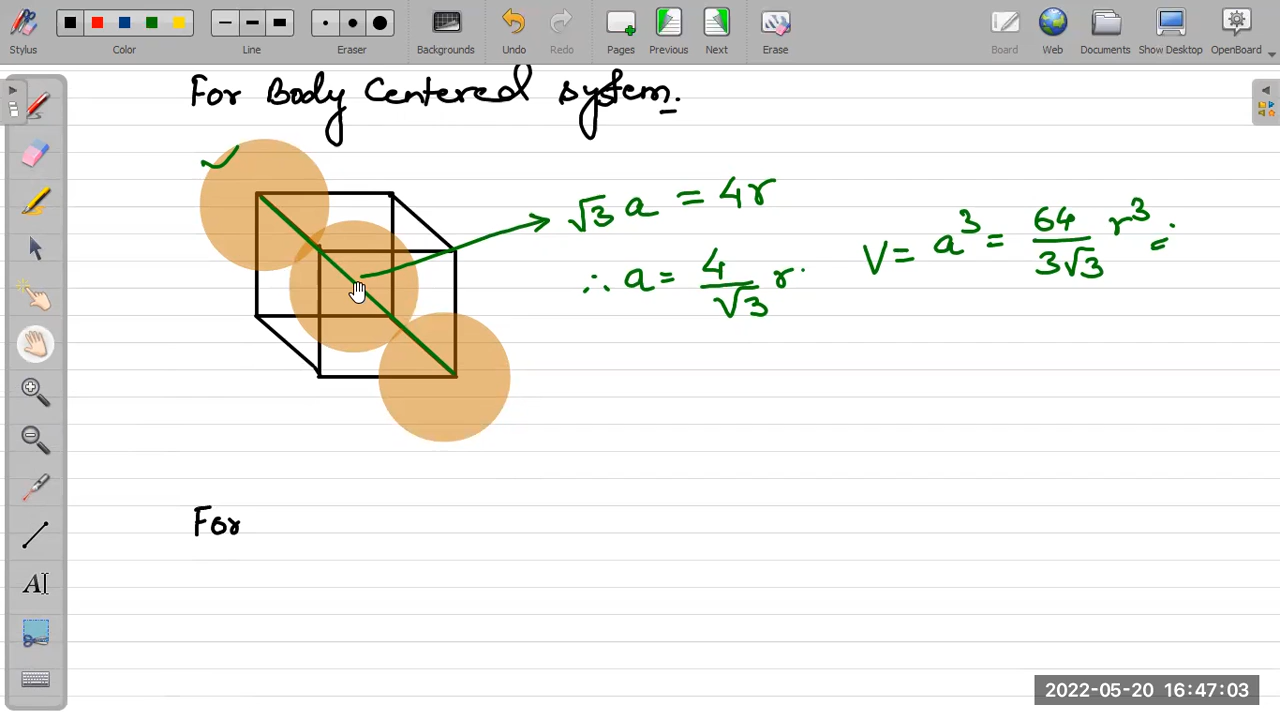 Stylus Color Line Eraser Backgrounds Undo Redo Pages Previous Next Erase Board Web Documents Show Desktop OpenBoard
For Body Centered system.
√3 a = 4r
∴ a = 4/√3 r.
V = a³ = 64/3√3 r³
For
AI
2022-05-20 16:47:03